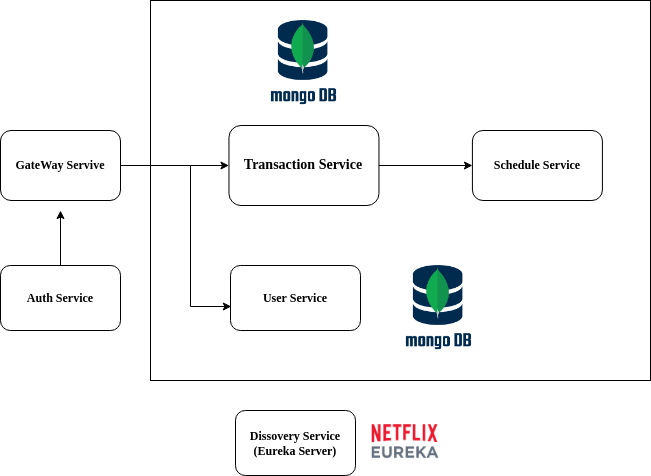 mongo DB
GateWay Servive
Transaction Service
Schedule Service
Auth Service
User Service
mongo DB
Dissovery Service
(Eureka Server)
NETFLIX
EUREKA